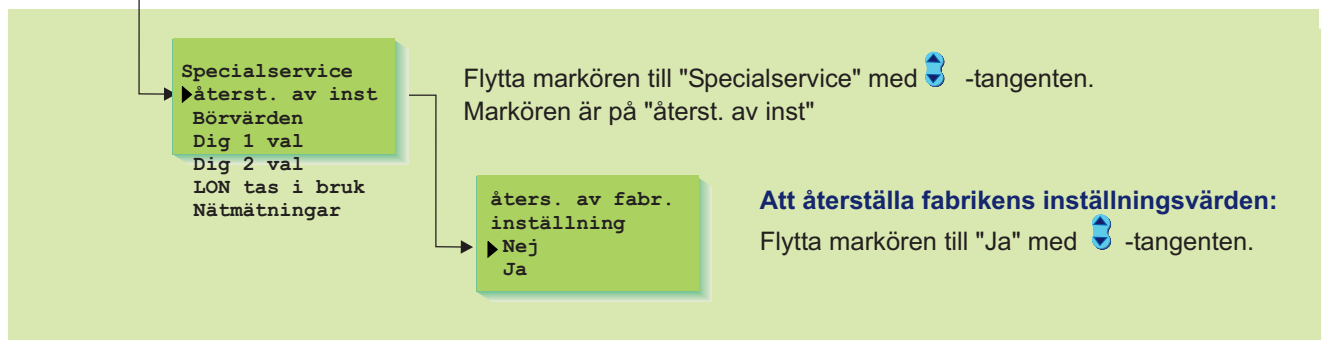 Specialservice
återst. av inst
Börvärden
Dig 1 val
Dig 2 val
LON tas i bruk
Nätmätningar
Flytta markören till "Specialservice" med -tangenten.
Markören är på "återst. av inst"
åters. av fabr.
inställning
Nej
Ja
Att återställa fabrikens inställningsvärden:
Flytta markören till "Ja" med -tangenten.